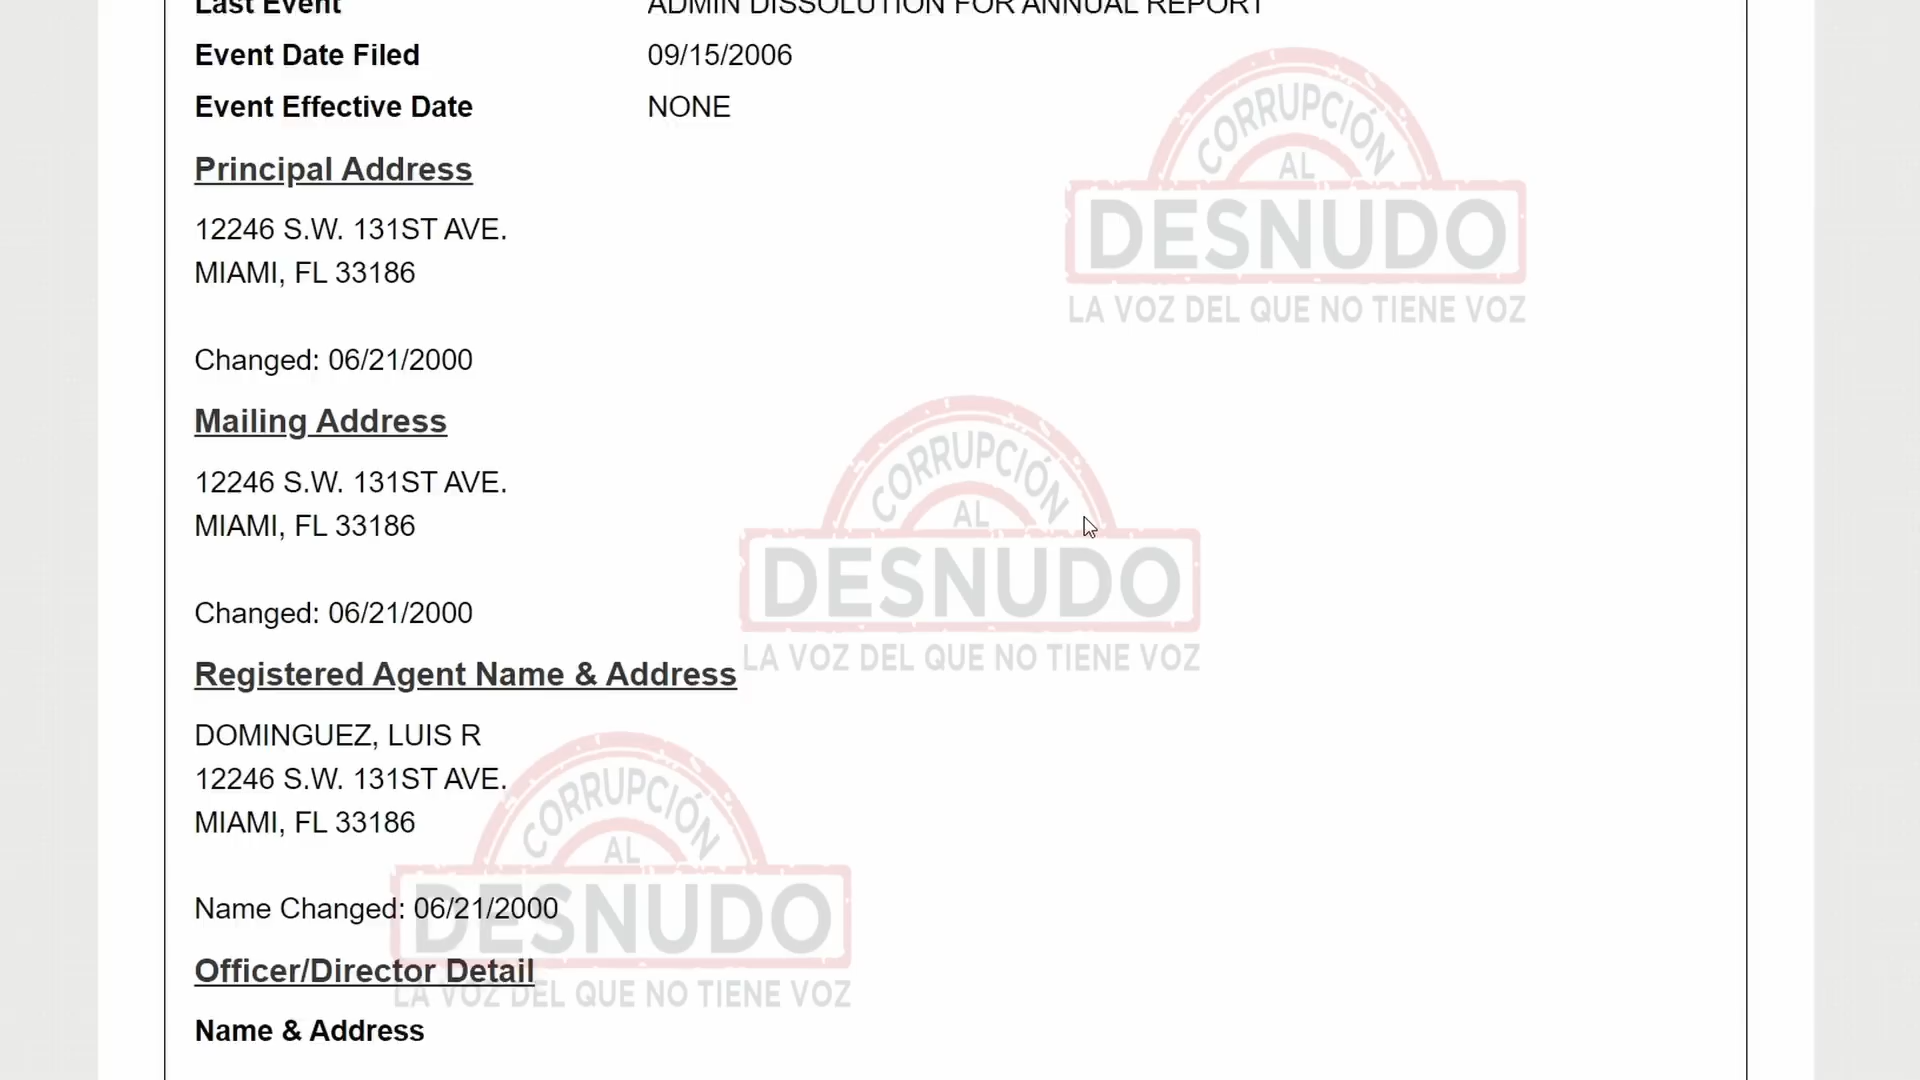 Last Event ADMIN DISSOLUTION FOR ANNUAL REPORT
Event Date Filed 09/15/2006
Event Effective Date NONE
Principal Address
12246 S.W. 131ST AVE.
MIAMI, FL 33186
Changed: 06/21/2000
Mailing Address
12246 S.W. 131ST AVE.
MIAMI, FL 33186
Changed: 06/21/2000
Registered Agent Name & Address
DOMINGUEZ, LUIS R
12246 S.W. 131ST AVE.
MIAMI, FL 33186
Name Changed: 06/21/2000
Officer/Director Detail
Name & Address
CORRUPCIÓN
AL
DESNUDO
LA VOZ DEL QUE NO TIENE VOZ
CORRUPCIÓN
AL
DESNUDO
LA VOZ DEL QUE NO TIENE VOZ
CORRUPCIÓN
AL
DESNUDO
LA VOZ DEL QUE NO TIENE VOZ